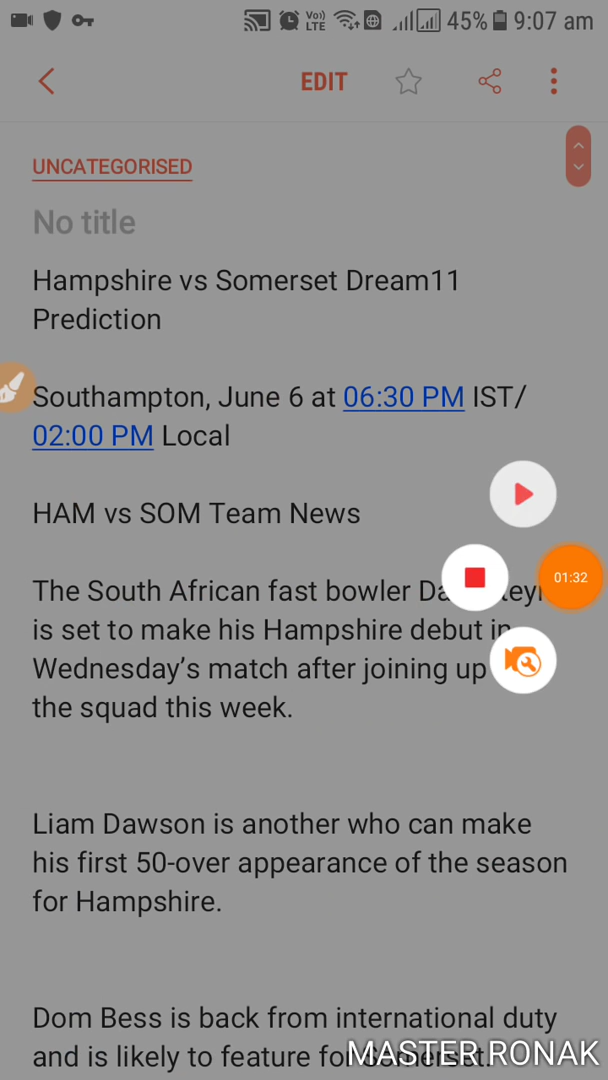 45% 9:07 am
EDIT
UNCATEGORISED
No title
Hampshire vs Somerset Dream11
Prediction
Southampton, June 6 at 06:30 PM IST/
02:00 PM Local
HAM vs SOM Team News
The South African fast bowler
01:32
is set to make his Hampshire debut in
Wednesday's match after joining up
the squad this week.
Liam Dawson is another who can make
his first 50-over appearance of the season
for Hampshire.
Dom Bess is back from international duty
and is likely to feature for Somerset.
MASTER RONAK